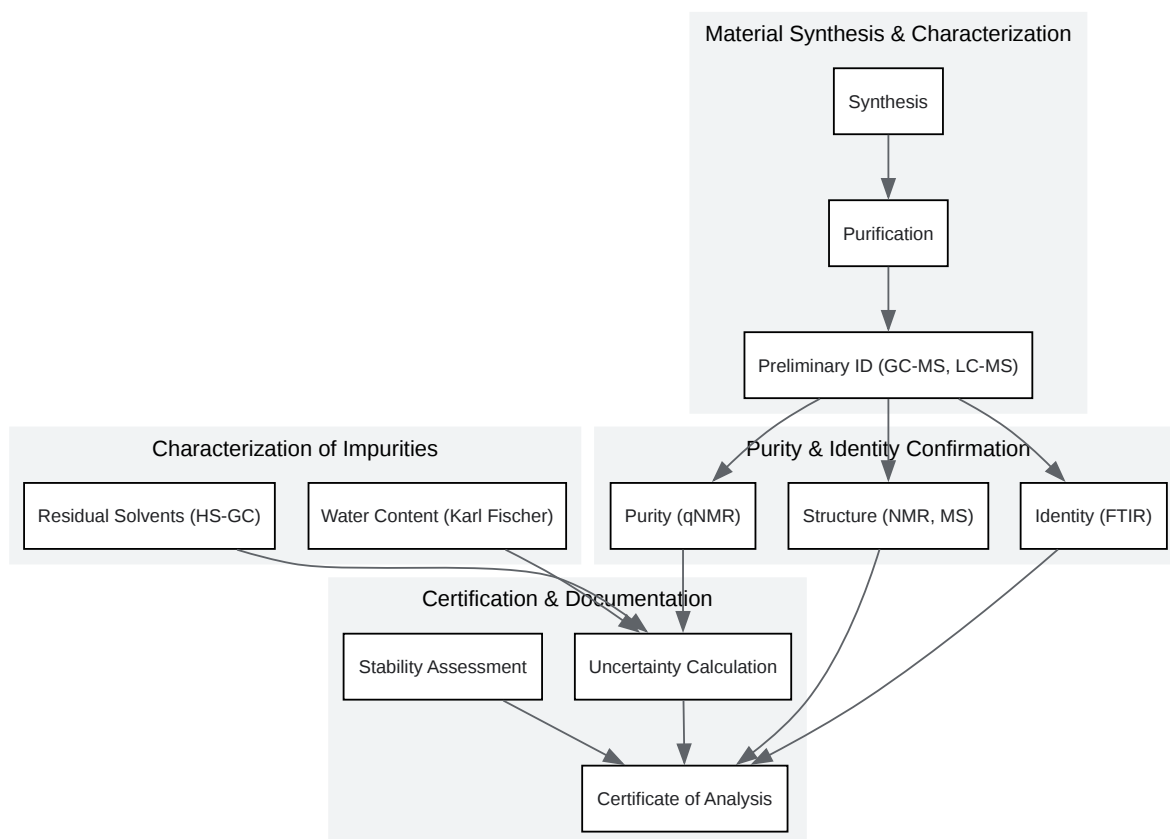 Material Synthesis & Characterization
Synthesis
Purification
Preliminary ID (GC-MS, LC-MS)
Characterization of Impurities
Residual Solvents (HS-GC)
Water Content (Karl Fischer)
Purity & Identity Confirmation
Purity (qNMR)
Structure (NMR, MS)
Identity (FTIR)
Certification & Documentation
Stability Assessment
Uncertainty Calculation
Certificate of Analysis